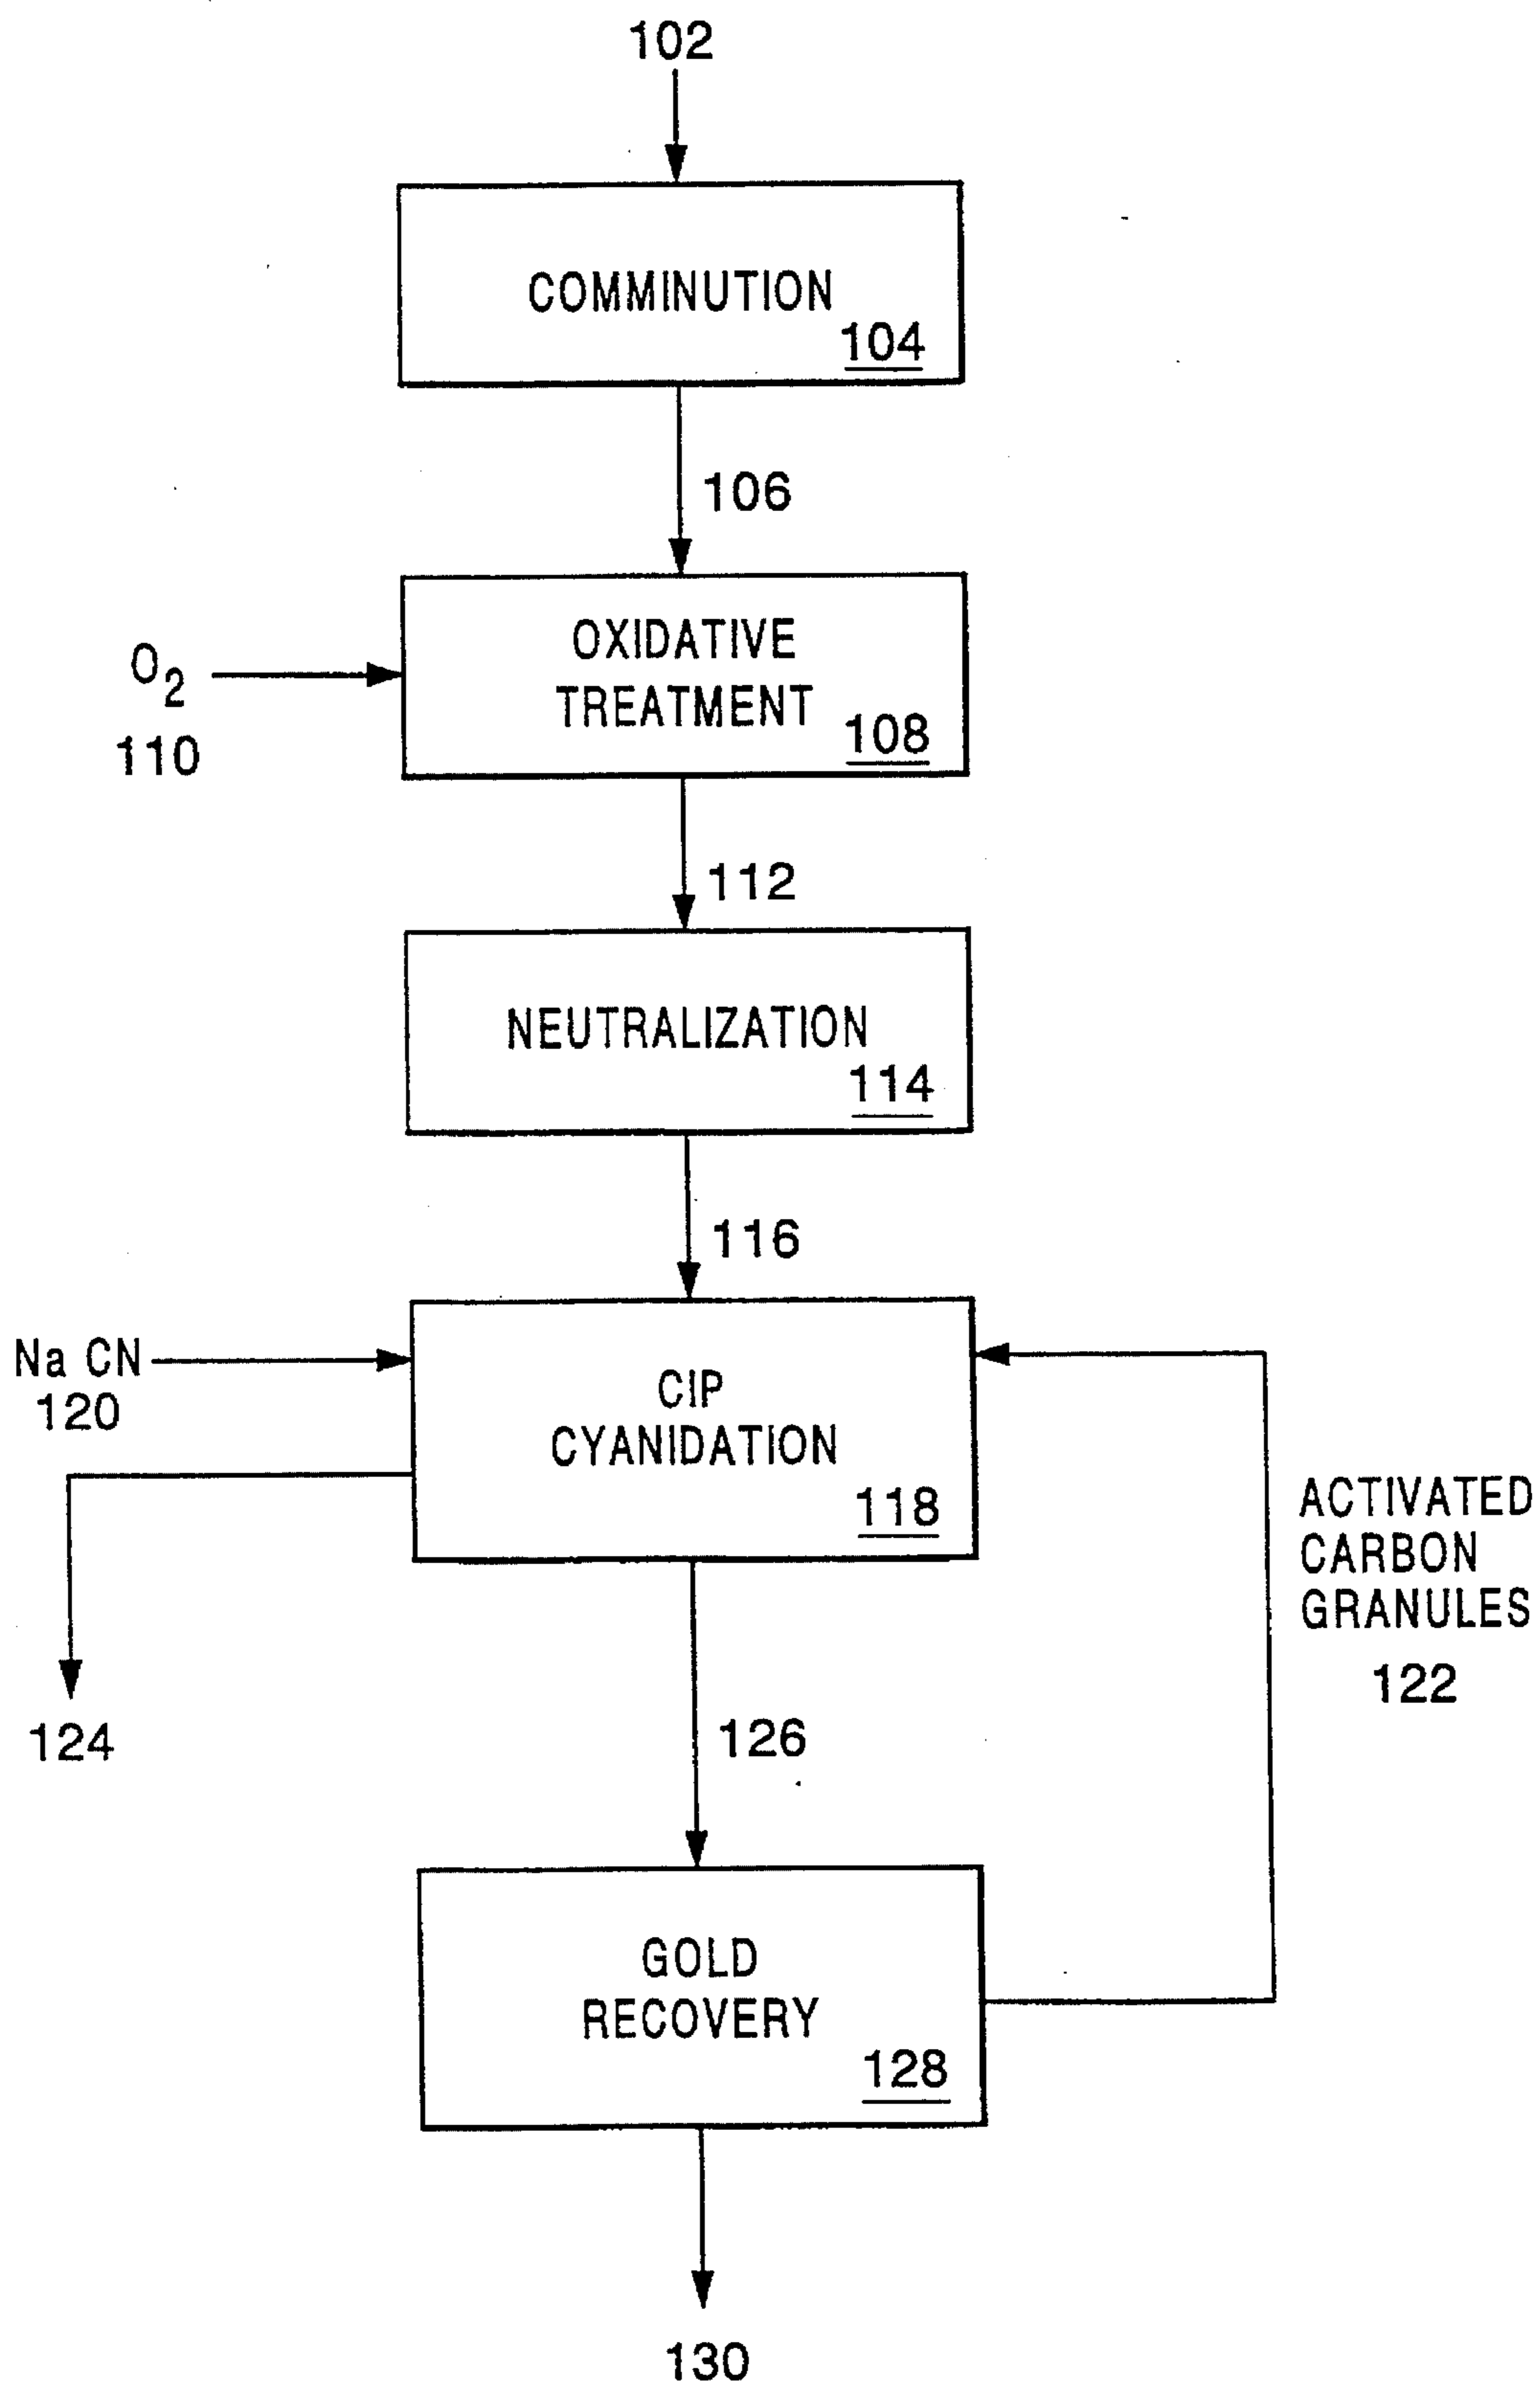 102
COMMINUTION
104
106
O2
110
OXIDATIVE
TREATMENT
108
112
NEUTRALIZATION
114
116
Na CN
120
CIP
CYANIDATION
118
ACTIVATED
CARBON
GRANULES
122
124
126
GOLD
RECOVERY
128
130